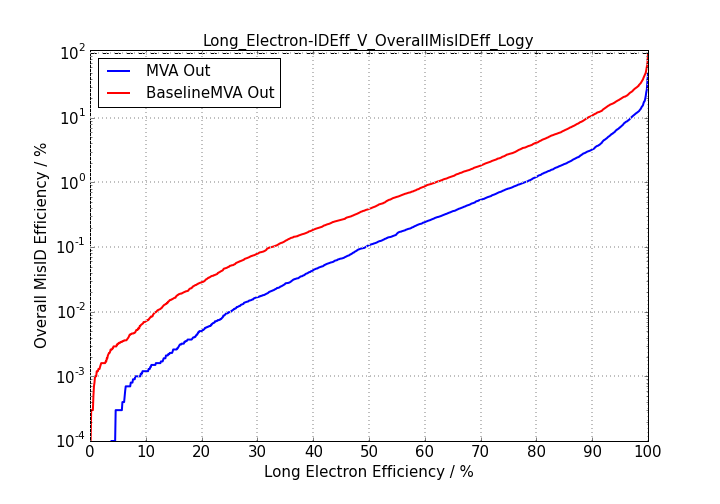 Long_Electron-IDEff_V_OverallMisIDEff_Logy
MVA Out
BaselineMVA Out
Overall MisID Efficiency / %
10^2
10^1
10^0
10^-1
10^-2
10^-3
10^-4
0 10 20 30 40 50 60 70 80 90 100
Long Electron Efficiency / %